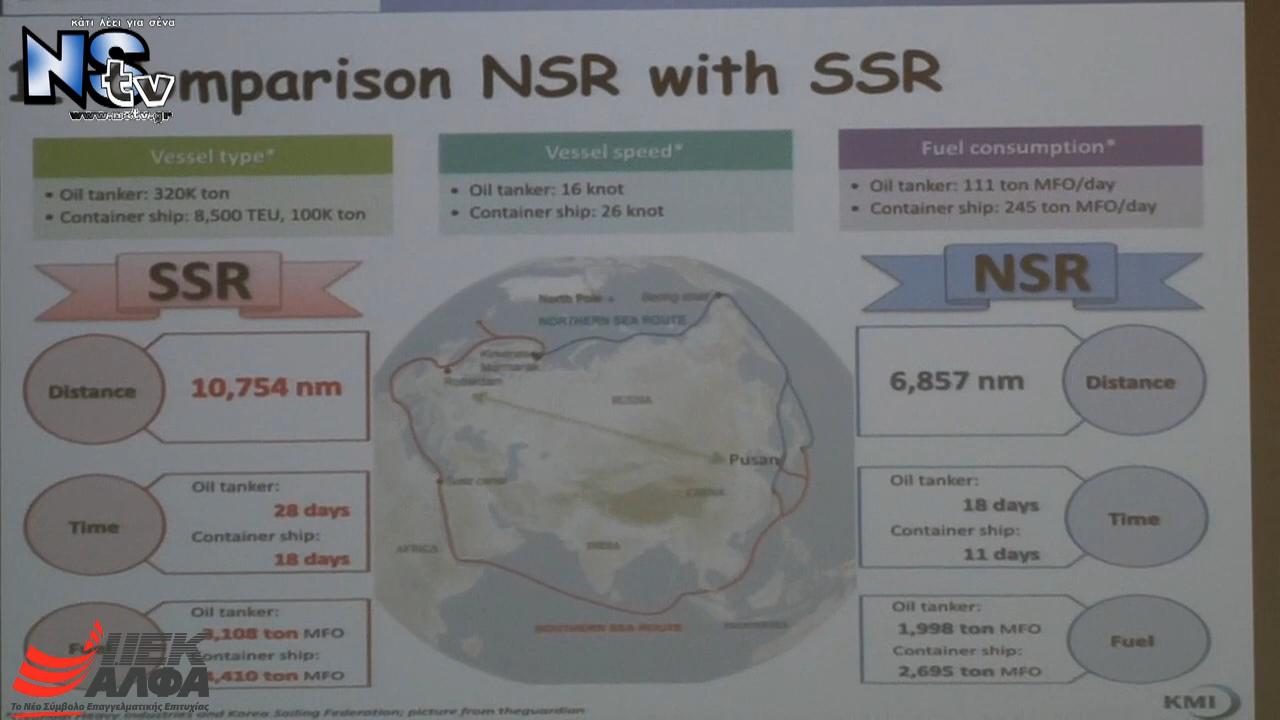 κάτι λέει για σένα
NS tv
www.nstv.gr
mparison NSR with SSR
Vessel type*
• Oil tanker: 320K ton
• Container ship: 8,500 TEU, 100K ton
Vessel speed*
• Oil tanker: 16 knot
• Container ship: 26 knot
Fuel consumption*
• Oil tanker: 111 ton MFO/day
• Container ship: 245 ton MFO/day
SSR
Distance
10,754 nm
Time
Oil tanker:
28 days
Container ship:
18 days
Oil tanker:
,108 ton MFO
ontainer ship:
,410 ton MFO
North Pole
Bering strait
NORTHERN SEA ROUTE
Murmansk
Rotterdam
RUSSIA
Pusan
Suez canal
CHINA
AFRICA
INDIA
INDONESIA
SOUTHERN SEA ROUTE
NSR
6,857 nm
Distance
Oil tanker:
18 days
Container ship:
11 days
Time
Oil tanker:
1,998 ton MFO
Container ship:
2,695 ton MFO
Fuel
ΙΙΕΚ
ΑΛΦΑ
Το Νέο Σύμβολο Επαγγελματικής Επιτυχίας
Heavy Industries and Korea Sailing Federation; picture from theguardian
KMI